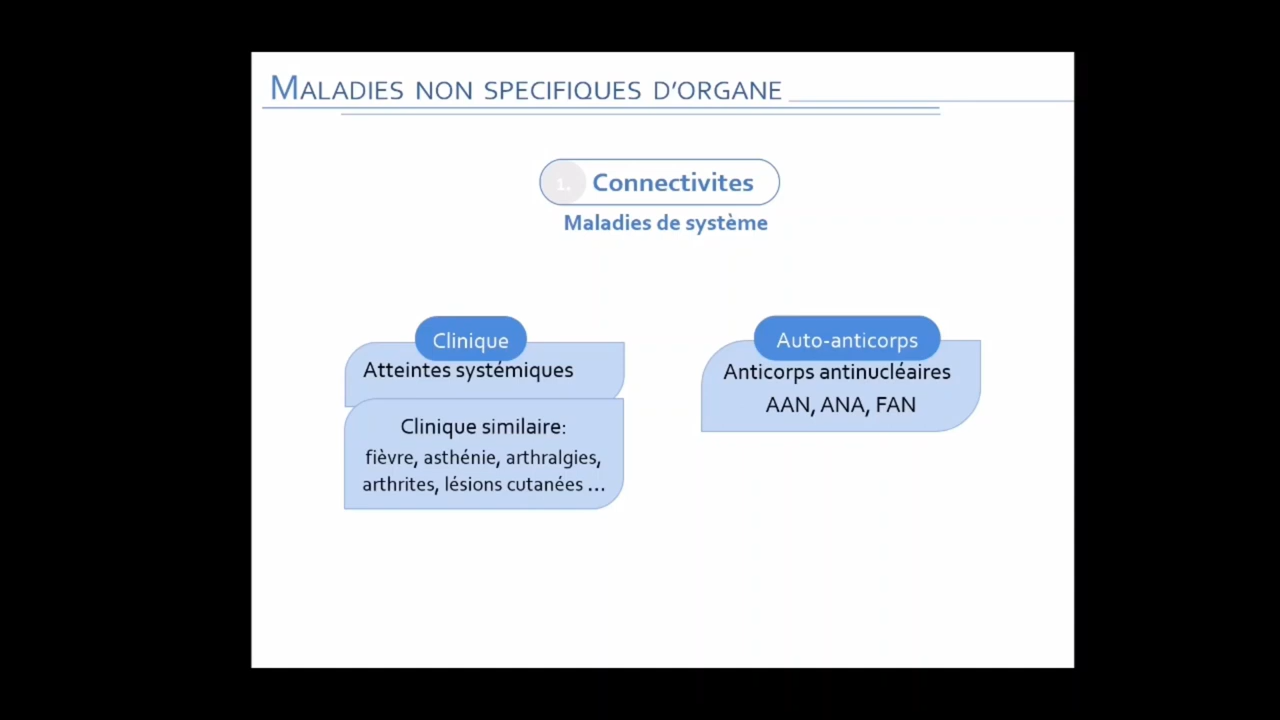 MALADIES NON SPECIFIQUES D'ORGANE
1. Connectivites
Maladies de système
Clinique
Atteintes systémiques
Clinique similaire:
fièvre, asthénie, arthralgies,
arthrites, lésions cutanées ...
Auto-anticorps
Anticorps antinucléaires
AAN, ANA, FAN